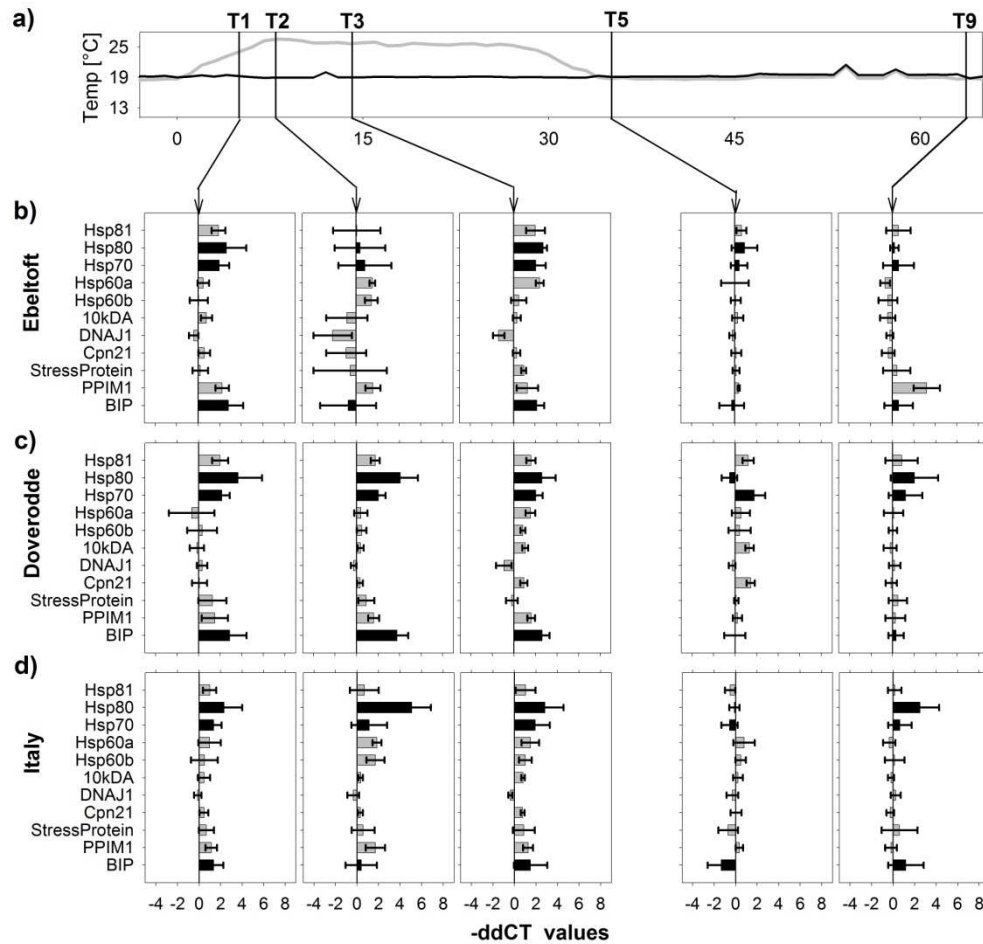 a) T1 T2 T3 T5 T9
Temp [°C]
25
19
13
0 15 30 45 60
b)
Ebeltoft
Hsp81
Hsp80
Hsp70
Hsp60a
Hsp60b
10kDA
DNAJ1
Cpn21
StressProtein
PPIM1
BIP
c)
Doverodde
Hsp81
Hsp80
Hsp70
Hsp60a
Hsp60b
10kDA
DNAJ1
Cpn21
StressProtein
PPIM1
BIP
d)
Italy
Hsp81
Hsp80
Hsp70
Hsp60a
Hsp60b
10kDA
DNAJ1
Cpn21
StressProtein
PPIM1
BIP
-4 -2 0 2 4 6 8 -4 -2 0 2 4 6 8 -4 -2 0 2 4 6 8 -4 -2 0 2 4 6 8 -4 -2 0 2 4 6 8
-ddCT values